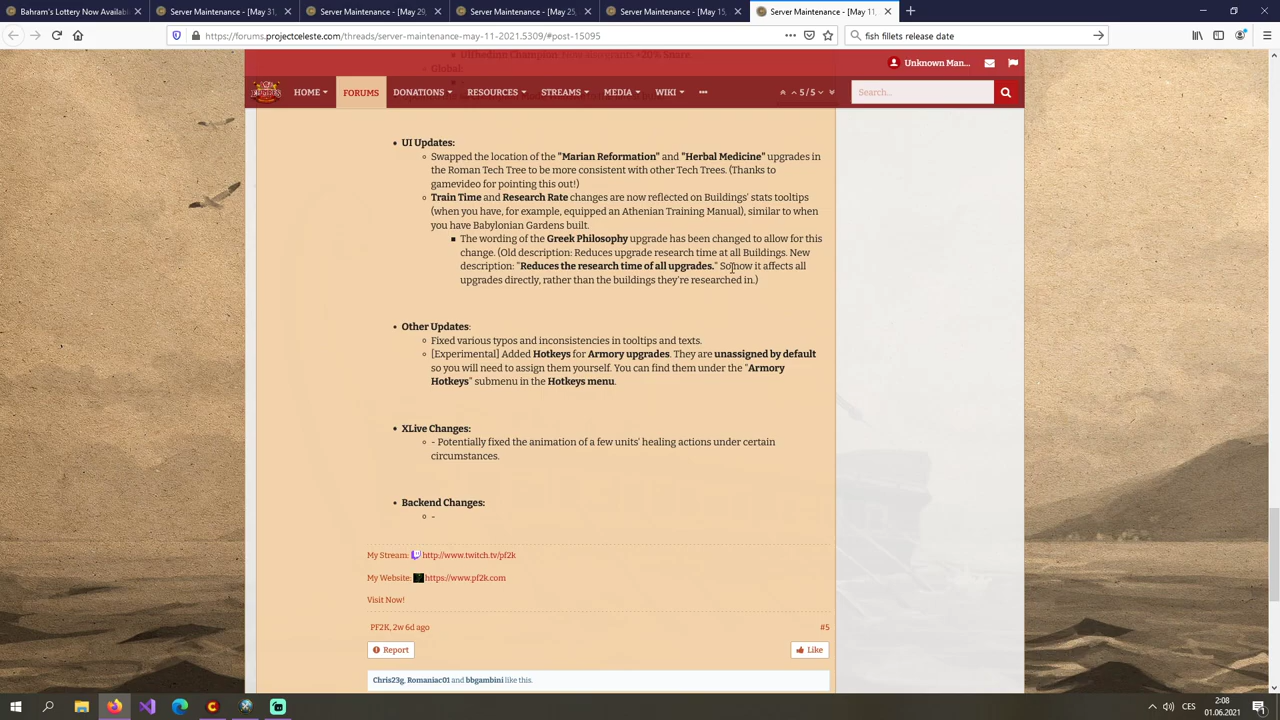 Bahram's Lottery Now Availabl
Server Maintenance - [May 31,
Server Maintenance - [May 29,
Server Maintenance - [May 25,
Server Maintenance - [May 15,
Server Maintenance - [May 11,
https://forums.projectceleste.com/threads/server-maintenance-may-11-2021.5309/#post-15095
fish fillets release date
Global:
Unknown Man...
HOME
FORUMS
DONATIONS
RESOURCES
STREAMS
MEDIA
WIKI
5 / 5
Search...
• UI Updates:
Swapped the location of the "Marian Reformation" and "Herbal Medicine" upgrades in
the Roman Tech Tree to be more consistent with other Tech Trees. (Thanks to
gamevideo for pointing this out!)
Train Time and Research Rate changes are now reflected on Buildings' stats tooltips
(when you have, for example, equipped an Athenian Training Manual), similar to when
you have Babylonian Gardens built.
The wording of the Greek Philosophy upgrade has been changed to allow for this
change. (Old description: Reduces upgrade research time at all Buildings. New
description: "Reduces the research time of all upgrades." So now it affects all
upgrades directly, rather than the buildings they're researched in.)
• Other Updates:
Fixed various typos and inconsistencies in tooltips and texts.
[Experimental] Added Hotkeys for Armory upgrades. They are unassigned by default
so you will need to assign them yourself. You can find them under the "Armory
Hotkeys" submenu in the Hotkeys menu.
• XLive Changes:
- Potentially fixed the animation of a few units' healing actions under certain
circumstances.
• Backend Changes:
-
My Stream: http://www.twitch.tv/pf2k
My Website: https://www.pf2k.com
Visit Now!
PF2K, 2w 6d ago
#5
Report
Like
Chris23g, Romaniac01 and bbgambini like this.
2:08
01.06.2021